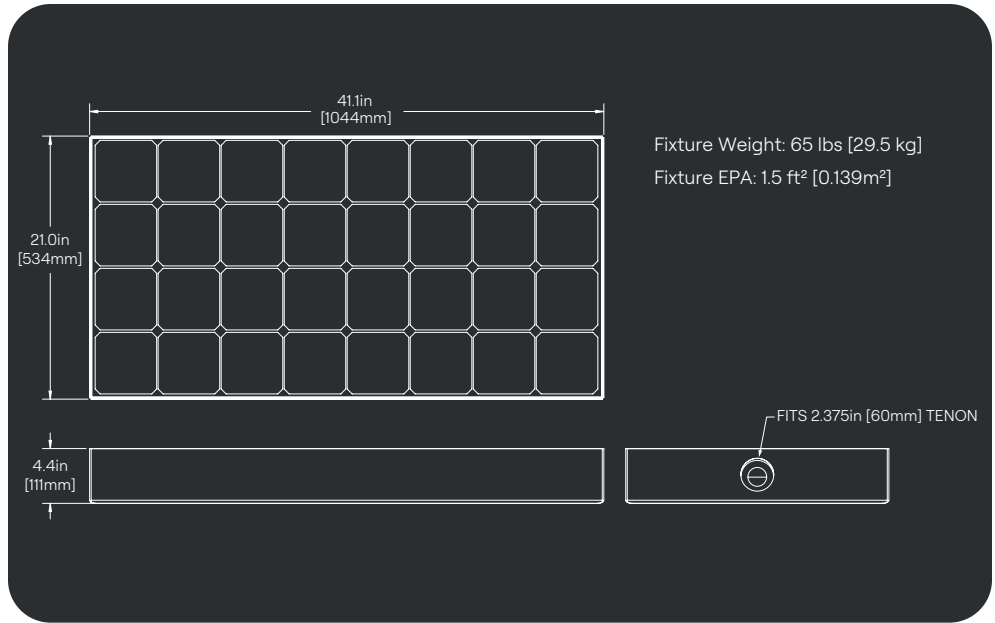 41.1in
[1044mm]
Fixture Weight: 65 lbs [29.5 kg]
Fixture EPA: 1.5 ft² [0.139m²]
21.0in
[534mm]
FITS 2.375in [60mm] TENON
4.4in
[111mm]